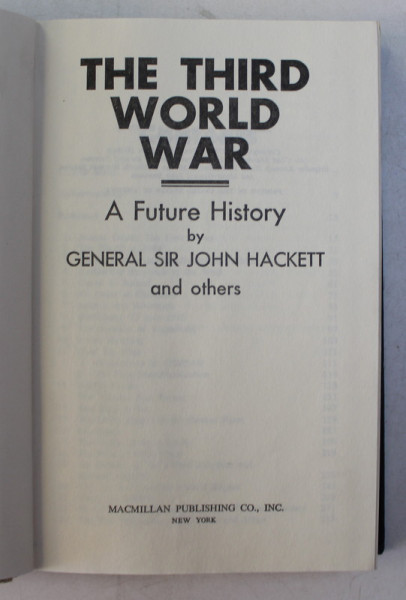 THE THIRD
WORLD
WAR
A Future History
by
GENERAL SIR JOHN HACKETT
and others
MACMILLAN PUBLISHING CO., INC.
NEW YORK